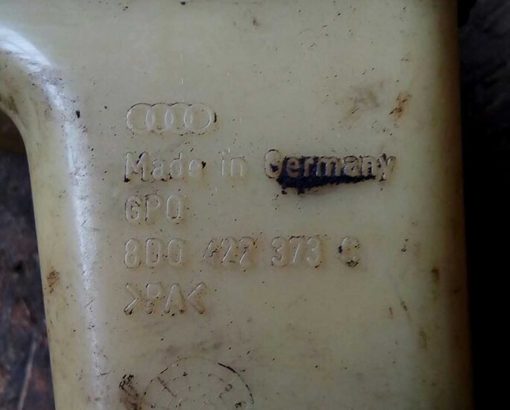 Made in Germany
GPO
8D0 422 373 C
>PA<